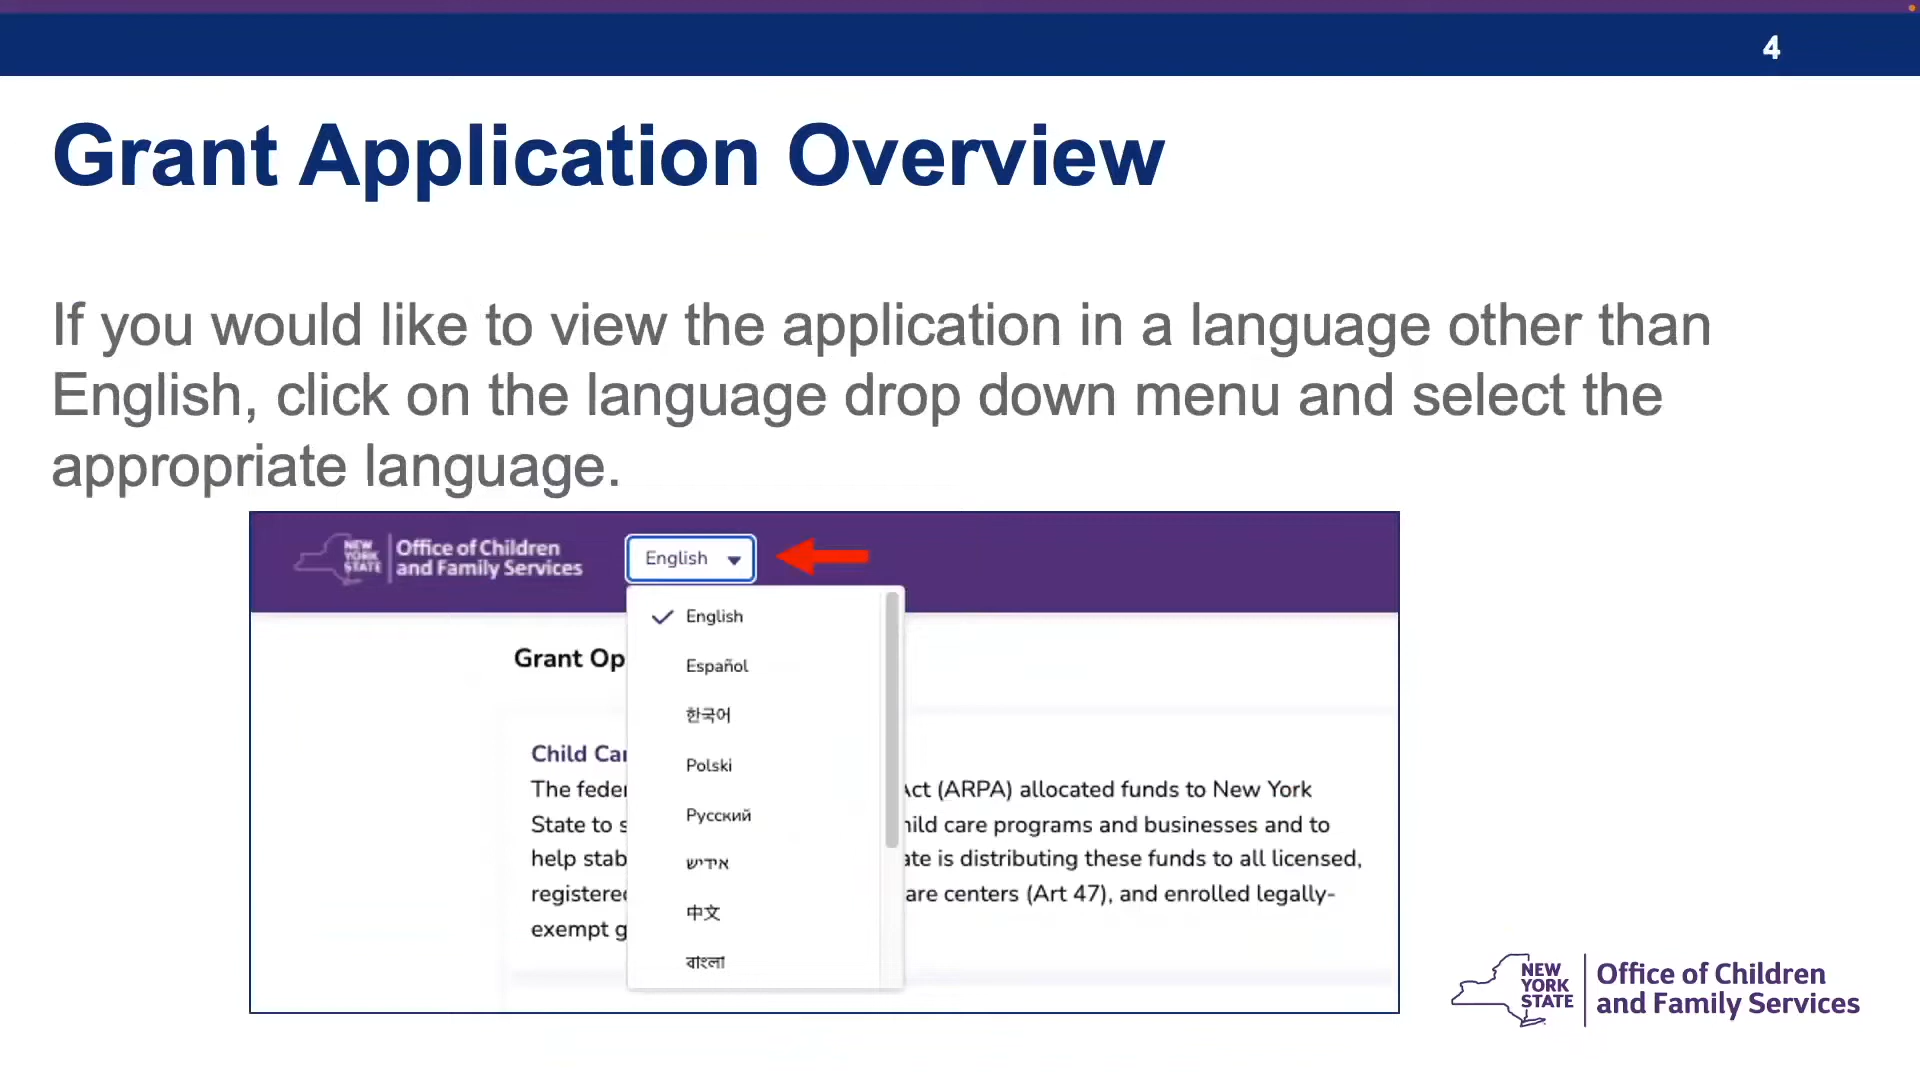 4
Grant Application Overview
If you would like to view the application in a language other than
English, click on the language drop down menu and select the
appropriate language.
NEW
YORK
STATE
Office of Children
and Family Services
English
English
Español
한국어
Polski
Русский
אידיש
中文
বাংলা
Grant Op
Child Car
The feder Act (ARPA) allocated funds to New York
State to s hild care programs and businesses and to
help stab ate is distributing these funds to all licensed,
registered are centers (Art 47), and enrolled legally-
exempt g
NEW
YORK
STATE
Office of Children
and Family Services